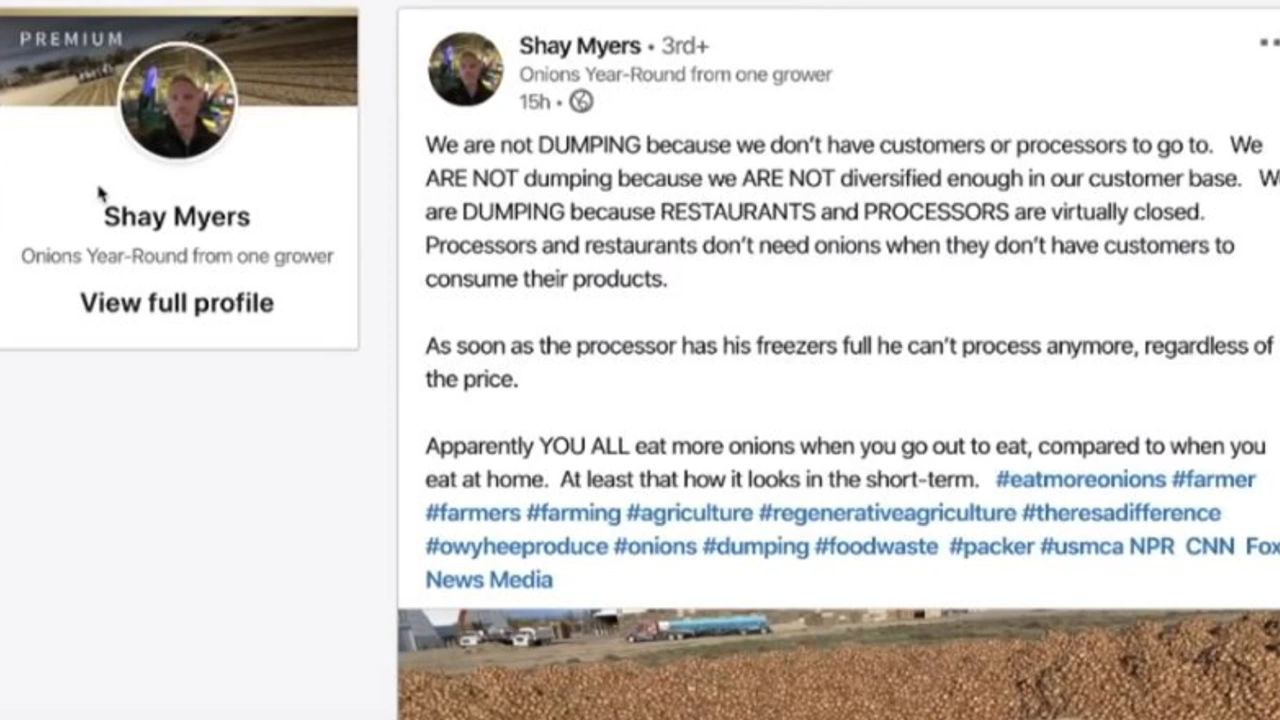 PREMIUM
Shay Myers
Onions Year-Round from one grower
View full profile
Shay Myers • 3rd+
Onions Year-Round from one grower
15h •
We are not DUMPING because we don't have customers or processors to go to. We
ARE NOT dumping because we ARE NOT diversified enough in our customer base. W
are DUMPING because RESTAURANTS and PROCESSORS are virtually closed.
Processors and restaurants don't need onions when they don't have customers to
consume their products.
As soon as the processor has his freezers full he can't process anymore, regardless of
the price.
Apparently YOU ALL eat more onions when you go out to eat, compared to when you
eat at home. At least that how it looks in the short-term. #eatmoreonions #farmer
#farmers #farming #agriculture #regenerativeagriculture #theresadifference
#owyheeproduce #onions #dumping #foodwaste #packer #usmca NPR CNN Fox
News Media